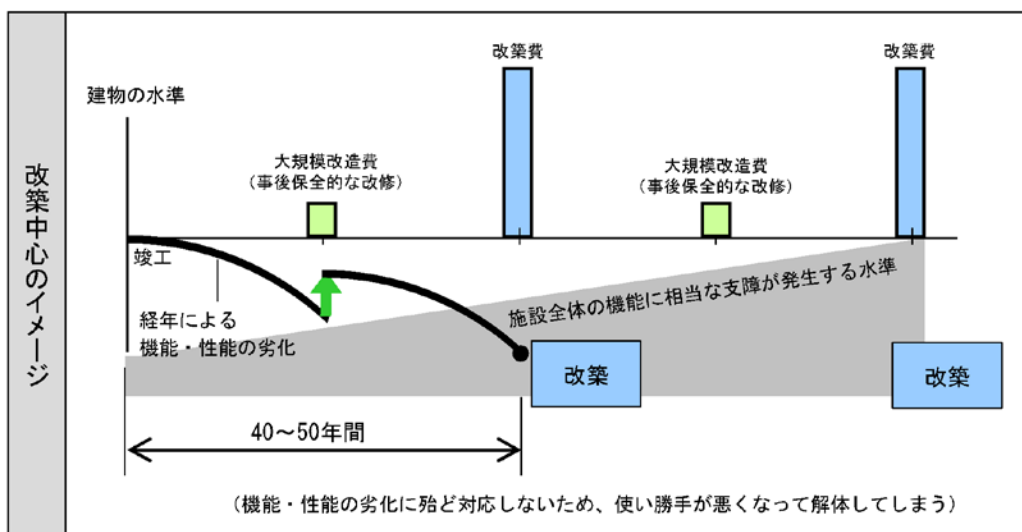 改築中心のイメージ
建物の水準
改築費
改築費
大規模改造費
（事後保全的な改修）
大規模改造費
（事後保全的な改修）
竣工
経年による
機能・性能の劣化
施設全体の機能に相当な支障が発生する水準
改築
改築
40～50年間
（機能・性能の劣化に殆ど対応しないため、使い勝手が悪くなって解体してしまう）